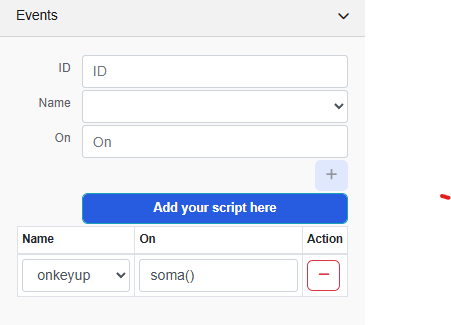 Events
ID
ID
Name
On
On
+
Add your script here
Name On Action
onkeyup soma() −